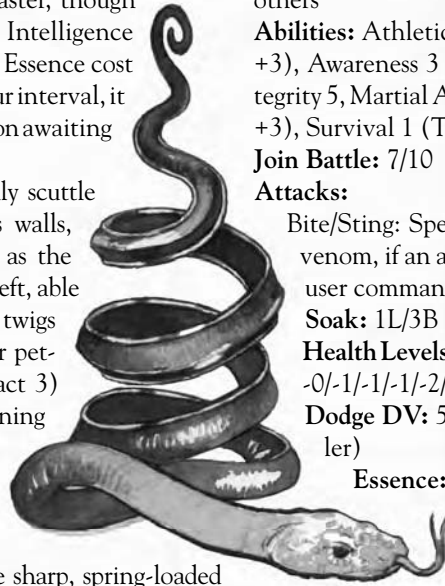 aster, though
Intelligence
Essence cost
ur interval, it
on awaiting
ly scuttle
s walls,
as the
eft, able
twigs
r pet-
act 3)
ning
e sharp, spring-loaded
others
Abilities: Athletic
+3), Awareness 3
tegrity 5, Martial A
+3), Survival 1 (T
Join Battle: 7/10
Attacks:
Bite/Sting: Spe
venom, if an a
user comman
Soak: 1L/3B
Health Levels
-0/-1/-1/-1/-2/
Dodge DV: 5
ler)
Essence: